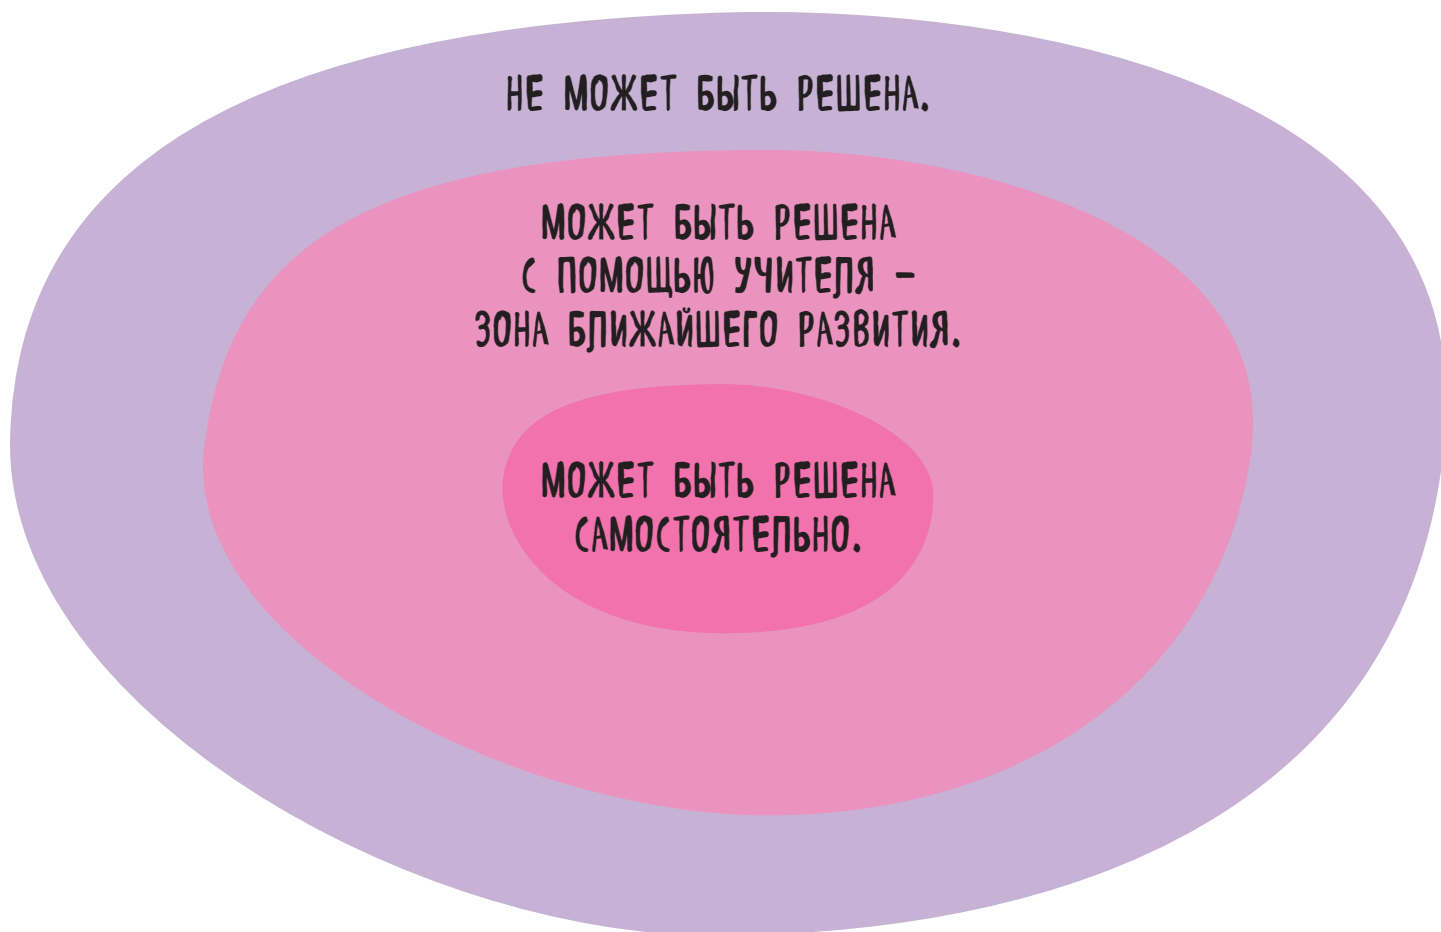 НЕ МОЖЕТ БЫТЬ РЕШЕНА.
МОЖЕТ БЫТЬ РЕШЕНА
С ПОМОЩЬЮ УЧИТЕЛЯ –
ЗОНА БЛИЖАЙШЕГО РАЗВИТИЯ.
МОЖЕТ БЫТЬ РЕШЕНА
САМОСТОЯТЕЛЬНО.